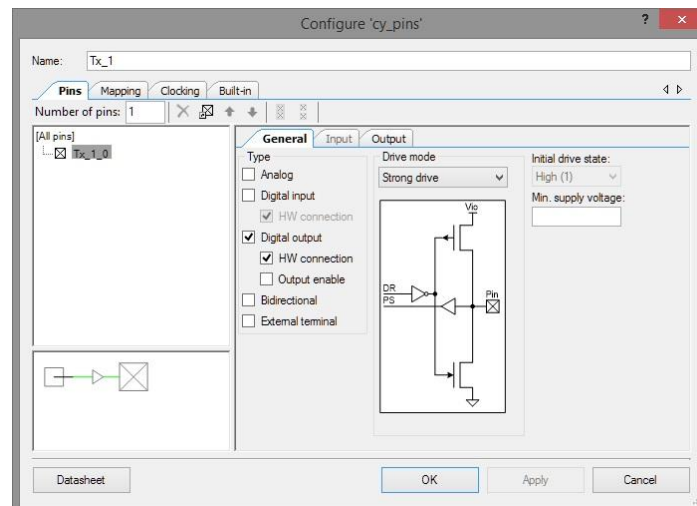 Configure 'cy_pins'
?
×
Name: Tx_1
Pins Mapping Clocking Built-in
Number of pins: 1
[All pins]
Tx_1_0
General Input Output
Type
Analog
Digital input
HW connection
Digital output
HW connection
Output enable
Bidirectional
External terminal
Drive mode
Strong drive
Vio
DR
PS
Pin
Initial drive state:
High (1)
Min. supply voltage:
Datasheet
OK
Apply
Cancel